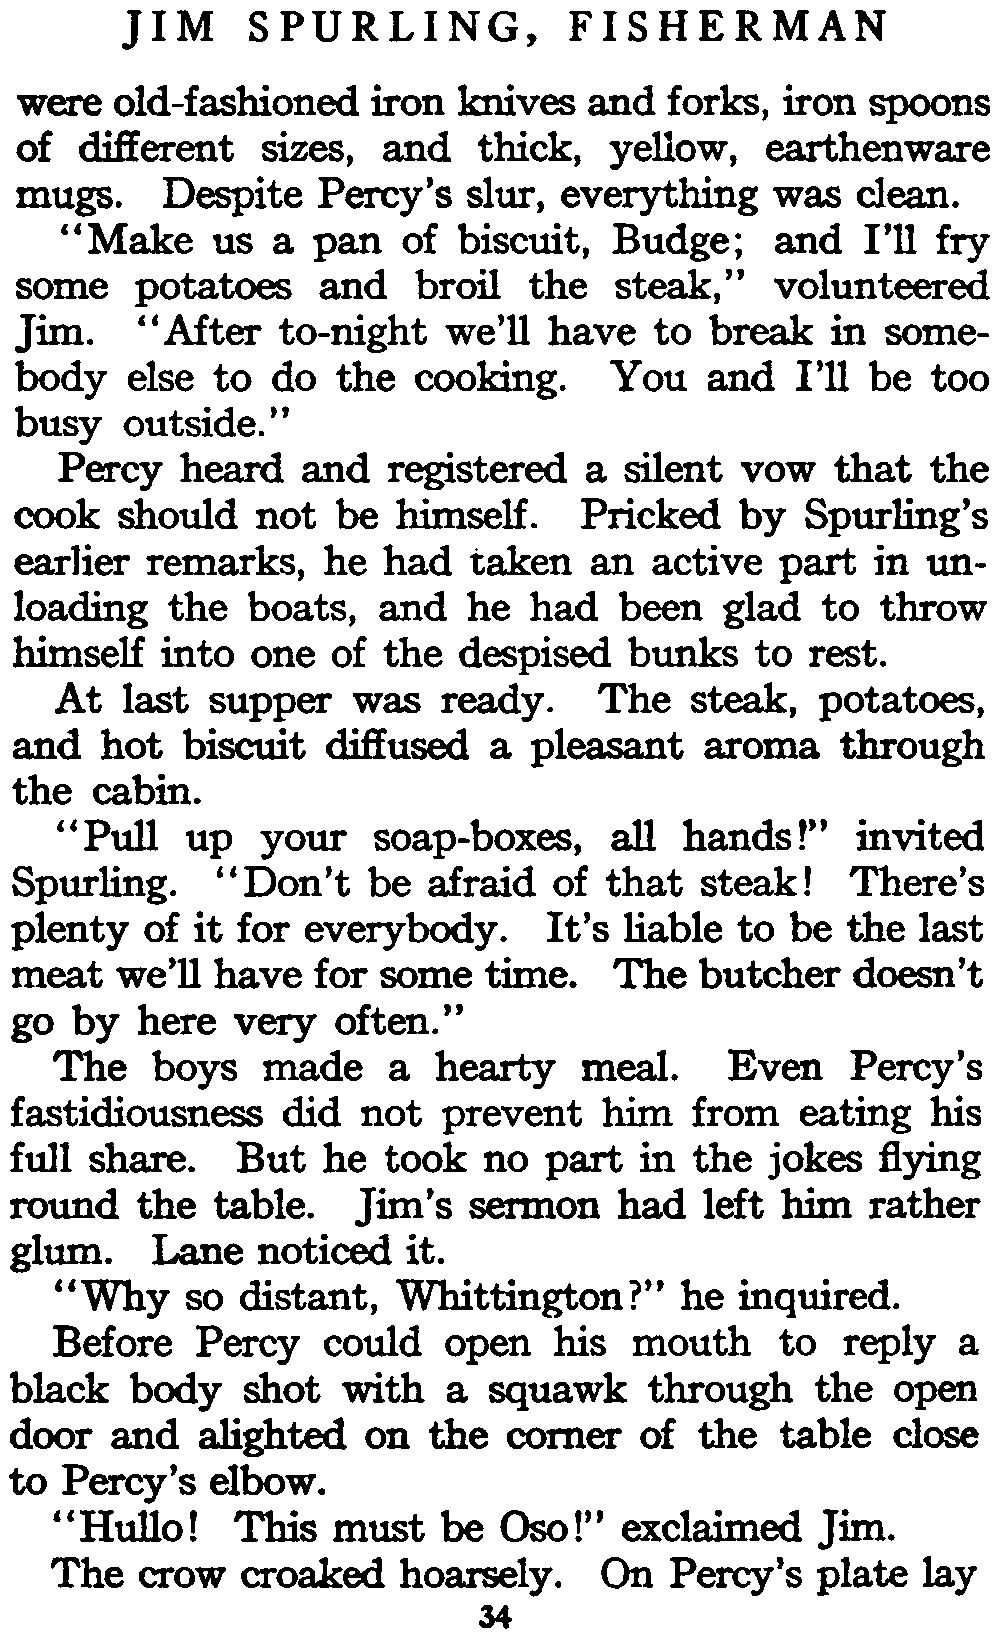 JIM SPURLING, FISHERMAN
were old-fashioned iron knives and forks, iron spoons
of different sizes, and thick, yellow, earthenware
mugs. Despite Percy's slur, everything was clean.
"Make us a pan of biscuit, Budge; and I'll fry
some potatoes and broil the steak," volunteered
Jim. "After to-night we'll have to break in some-
body else to do the cooking. You and I'll be too
busy outside."
Percy heard and registered a silent vow that the
cook should not be himself. Pricked by Spurling's
earlier remarks, he had taken an active part in un-
loading the boats, and he had been glad to throw
himself into one of the despised bunks to rest.
At last supper was ready. The steak, potatoes,
and hot biscuit diffused a pleasant aroma through
the cabin.
"Pull up your soap-boxes, all hands!" invited
Spurling. "Don't be afraid of that steak! There's
plenty of it for everybody. It's liable to be the last
meat we'll have for some time. The butcher doesn't
go by here very often."
The boys made a hearty meal. Even Percy's
fastidiousness did not prevent him from eating his
full share. But he took no part in the jokes flying
round the table. Jim's sermon had left him rather
glum. Lane noticed it.
"Why so distant, Whittington?" he inquired.
Before Percy could open his mouth to reply a
black body shot with a squawk through the open
door and alighted on the corner of the table close
to Percy's elbow.
"Hullo! This must be Oso!" exclaimed Jim.
The crow croaked hoarsely. On Percy's plate lay
34